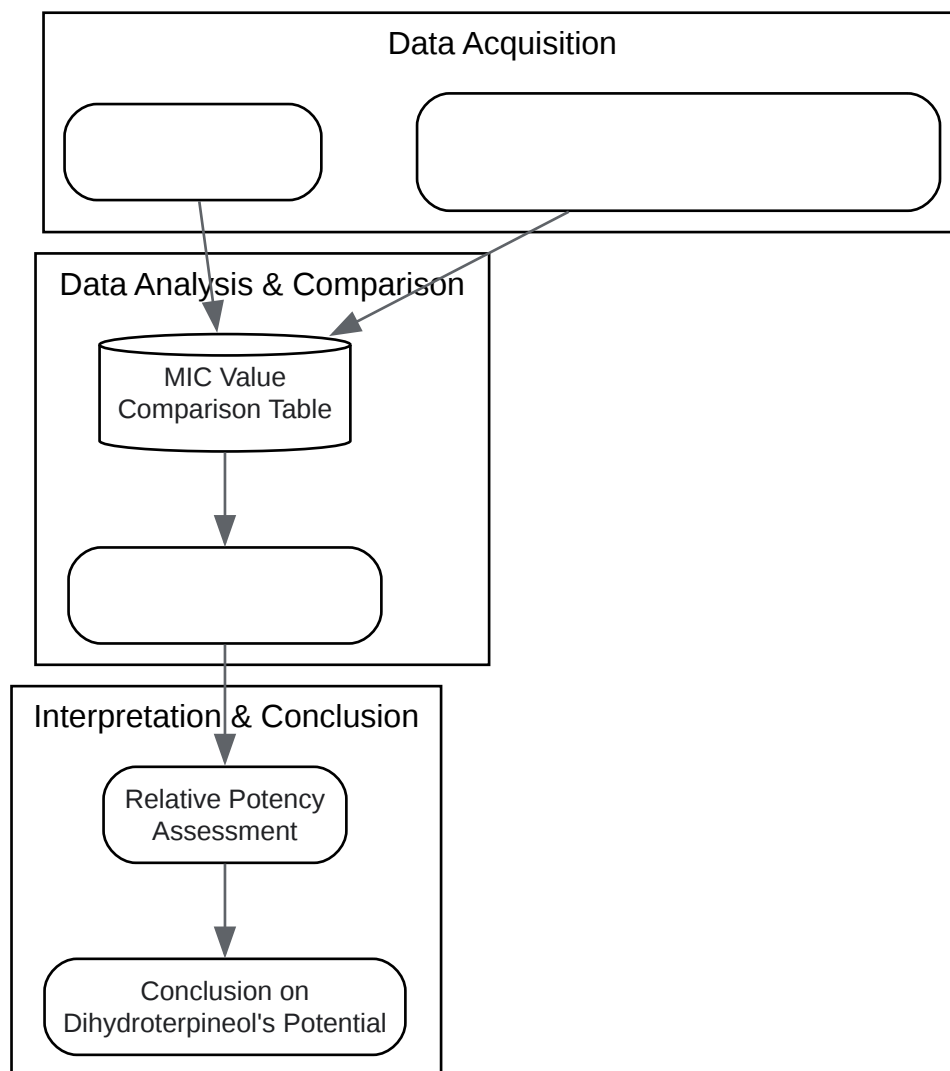 Data Acquisition
Data Analysis & Comparison
MIC Value
Comparison Table
Interpretation & Conclusion
Relative Potency
Assessment
Conclusion on
Dihydroterpineol's Potential